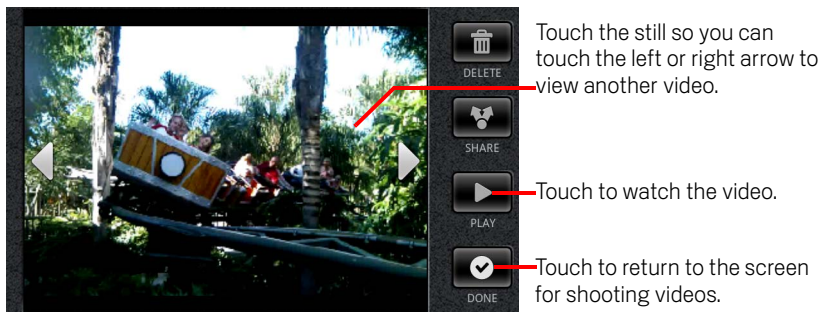 Touch the still so you can
touch the left or right arrow to
view another video.
DELETE
SHARE
Touch to watch the video.
PLAY
Touch to return to the screen
for shooting videos.
DONE